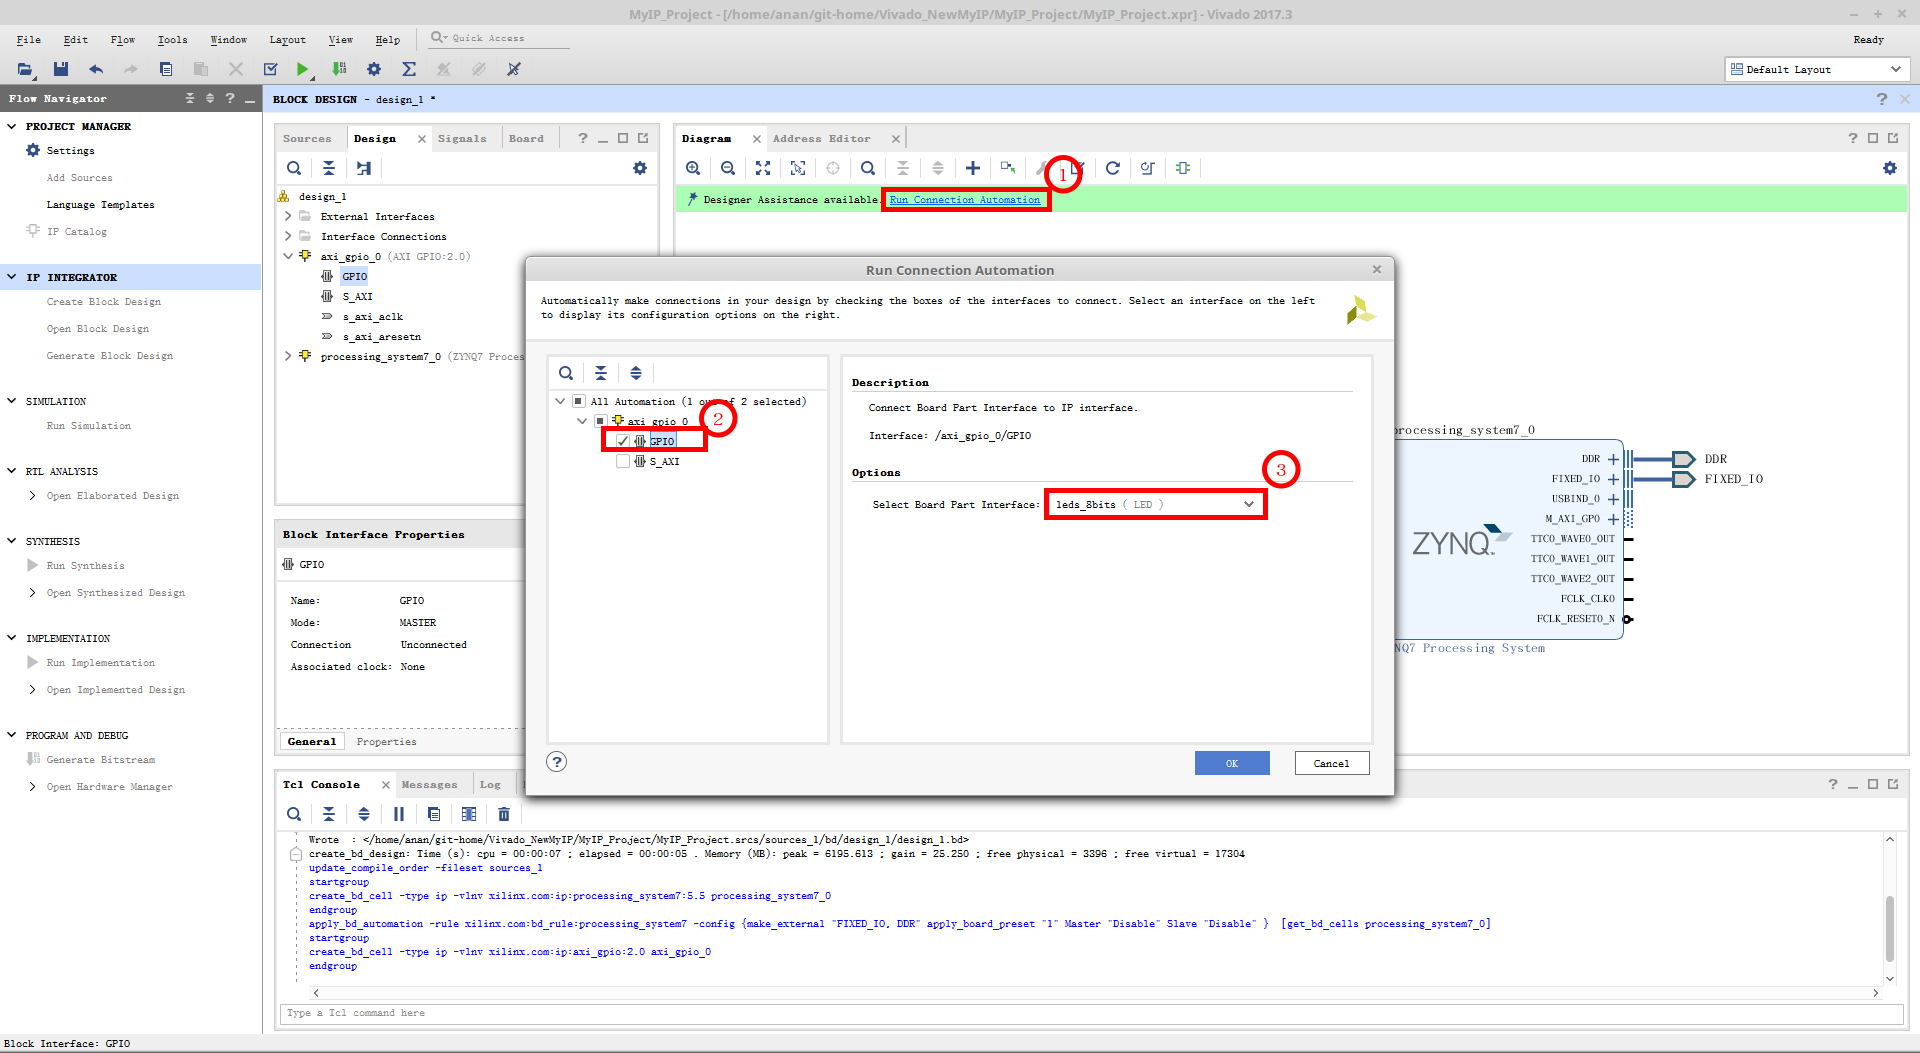 MyIP_Project - [/home/anan/git-home/Vivado_NewMyIP/MyIP_Project/MyIP_Project.xpr] - Vivado 2017.3
File Edit Flow Tools Window Layout View Help Quick Access Ready
Default Layout
Flow Navigator
BLOCK DESIGN - design_1 *
PROJECT MANAGER
Settings
Add Sources
Language Templates
IP Catalog
IP INTEGRATOR
Create Block Design
Open Block Design
Generate Block Design
SIMULATION
Run Simulation
RTL ANALYSIS
Open Elaborated Design
SYNTHESIS
Run Synthesis
Open Synthesized Design
IMPLEMENTATION
Run Implementation
Open Implemented Design
PROGRAM AND DEBUG
Generate Bitstream
Open Hardware Manager
Sources Design Signals Board
design_1
External Interfaces
Interface Connections
axi_gpio_0 (AXI GPIO:2.0)
GPIO
S_AXI
s_axi_aclk
s_axi_aresetn
processing_system7_0 (ZYNQ7 Proces
Block Interface Properties
GPIO
Name: GPIO
Mode: MASTER
Connection Unconnected
Associated clock: None
General Properties
Diagram Address Editor
1
Designer Assistance available. Run Connection Automation
Run Connection Automation
Automatically make connections in your design by checking the boxes of the interfaces to connect. Select an interface on the left
to display its configuration options on the right.
All Automation (1 out of 2 selected)
axi_gpio_0
2
GPIO
S_AXI
Description
Connect Board Part Interface to IP interface.
Interface: /axi_gpio_0/GPIO
Options
3
Select Board Part Interface: leds_8bits ( LED )
? OK Cancel
processing_system7_0
DDR
FIXED_IO
USBIND_0
M_AXI_GP0
TTC0_WAVE0_OUT
TTC0_WAVE1_OUT
TTC0_WAVE2_OUT
FCLK_CLK0
FCLK_RESET0_N
ZYNQ
DDR
FIXED_IO
NQ7 Processing System
Tcl Console Messages Log
Wrote : </home/anan/git-home/Vivado_NewMyIP/MyIP_Project/MyIP_Project.srcs/sources_1/bd/design_1/design_1.bd>
create_bd_design: Time (s): cpu = 00:00:07 ; elapsed = 00:00:05 . Memory (MB): peak = 6195.613 ; gain = 25.250 ; free physical = 3396 ; free virtual = 17304
update_compile_order -fileset sources_1
startgroup
create_bd_cell -type ip -vlnv xilinx.com:ip:processing_system7:5.5 processing_system7_0
endgroup
apply_bd_automation -rule xilinx.com:bd_rule:processing_system7 -config {make_external "FIXED_IO, DDR" apply_board_preset "1" Master "Disable" Slave "Disable" } [get_bd_cells processing_system7_0]
startgroup
create_bd_cell -type ip -vlnv xilinx.com:ip:axi_gpio:2.0 axi_gpio_0
endgroup
Type a Tcl command here
Block Interface: GPIO